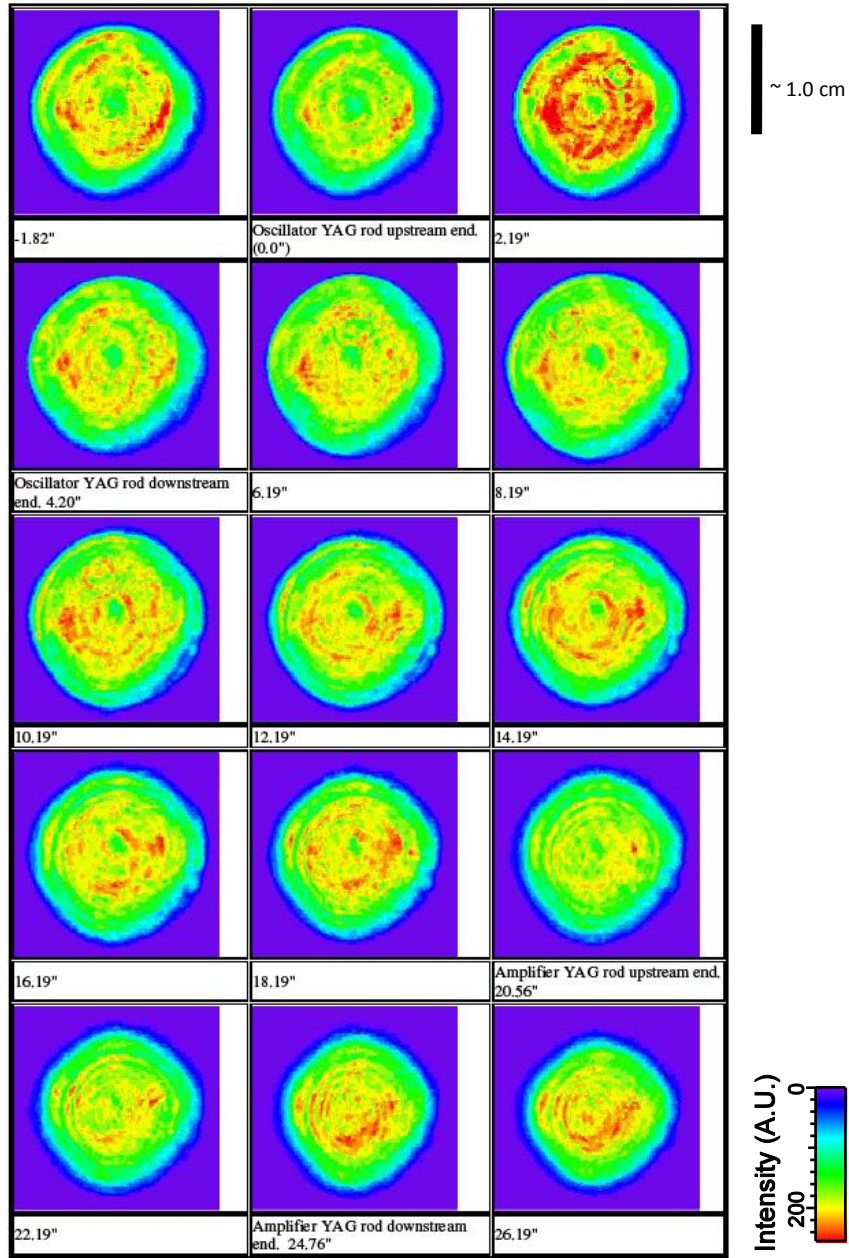 ~ 1.0 cm
-1.82"
Oscillator YAG rod upstream end.
(0.0")
2.19"
Oscillator YAG rod downstream
end. 4.20"
6.19"
8.19"
10.19"
12.19"
14.19"
16.19"
18.19"
Amplifier YAG rod upstream end.
20.56"
22.19"
Amplifier YAG rod downstream
end. 24.76"
26.19"
Intensity (A.U.)
0
200